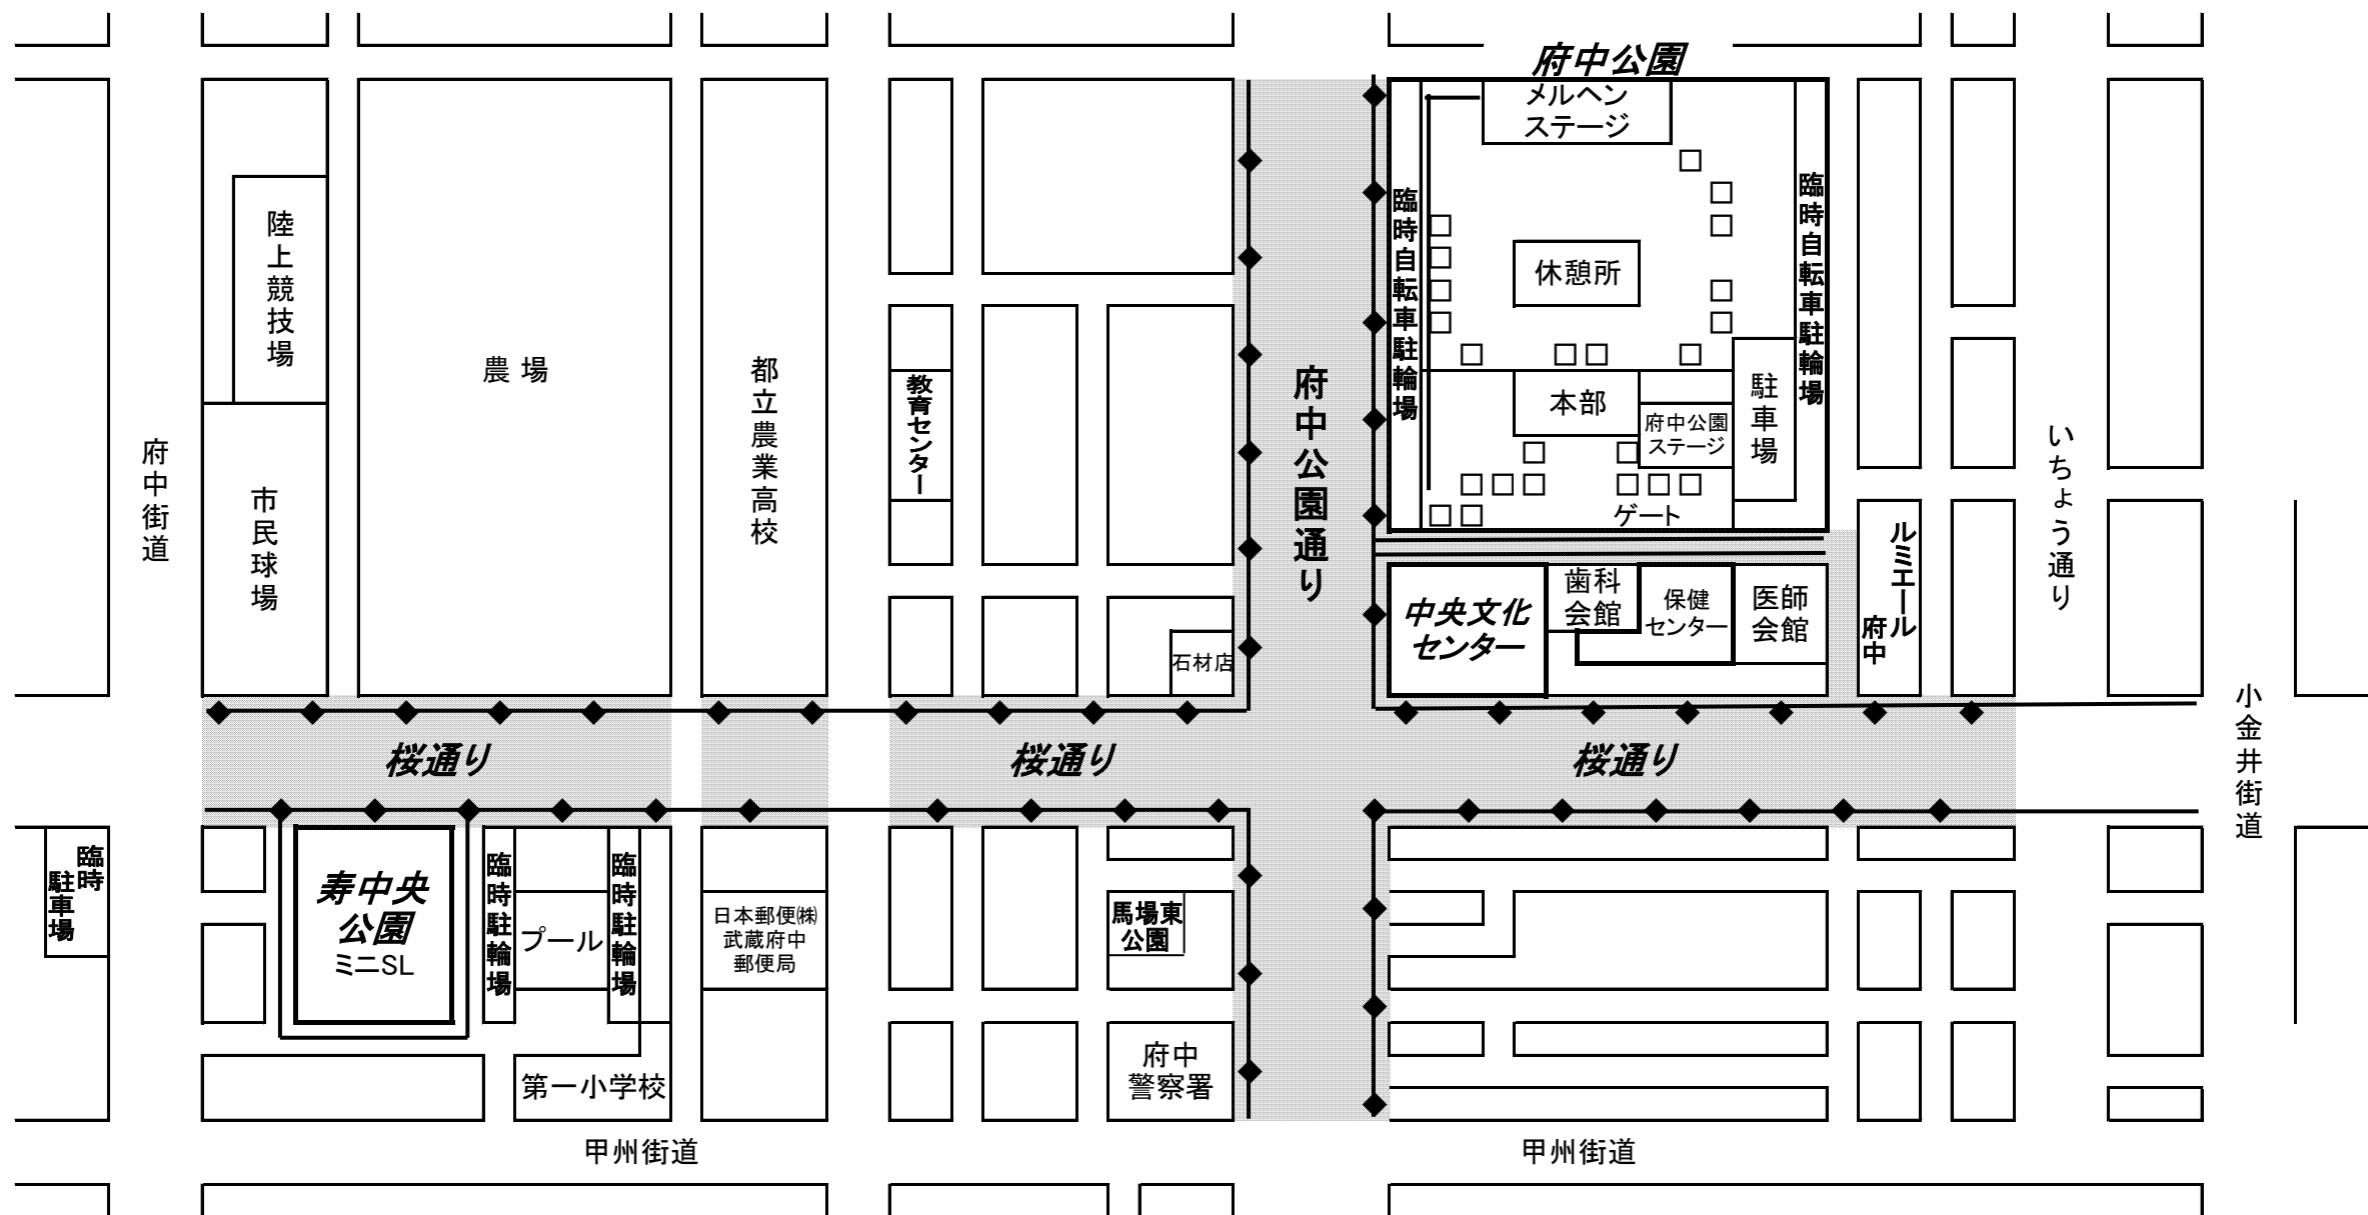 府中公園
メルヘン
ステージ
臨時自転車駐輪場
臨時自転車駐輪場
陸上競技場
休憩所
農場
都立農業高校
教育センター
府中公園通り
本部
府中公園
ステージ
駐車場
いちょう通り
府中街道
市民球場
ゲート
ルミエール
府中
中央文化
センター
歯科
会館
保健
センター
医師
会館
石材店
小金井街道
桜通り
桜通り
桜通り
臨時
駐車場
寿中央
公園
ミニSL
臨時駐輪場
プール
臨時駐輪場
日本郵便㈱
武蔵府中
郵便局
馬場東
公園
第一小学校
府中
警察署
甲州街道
甲州街道